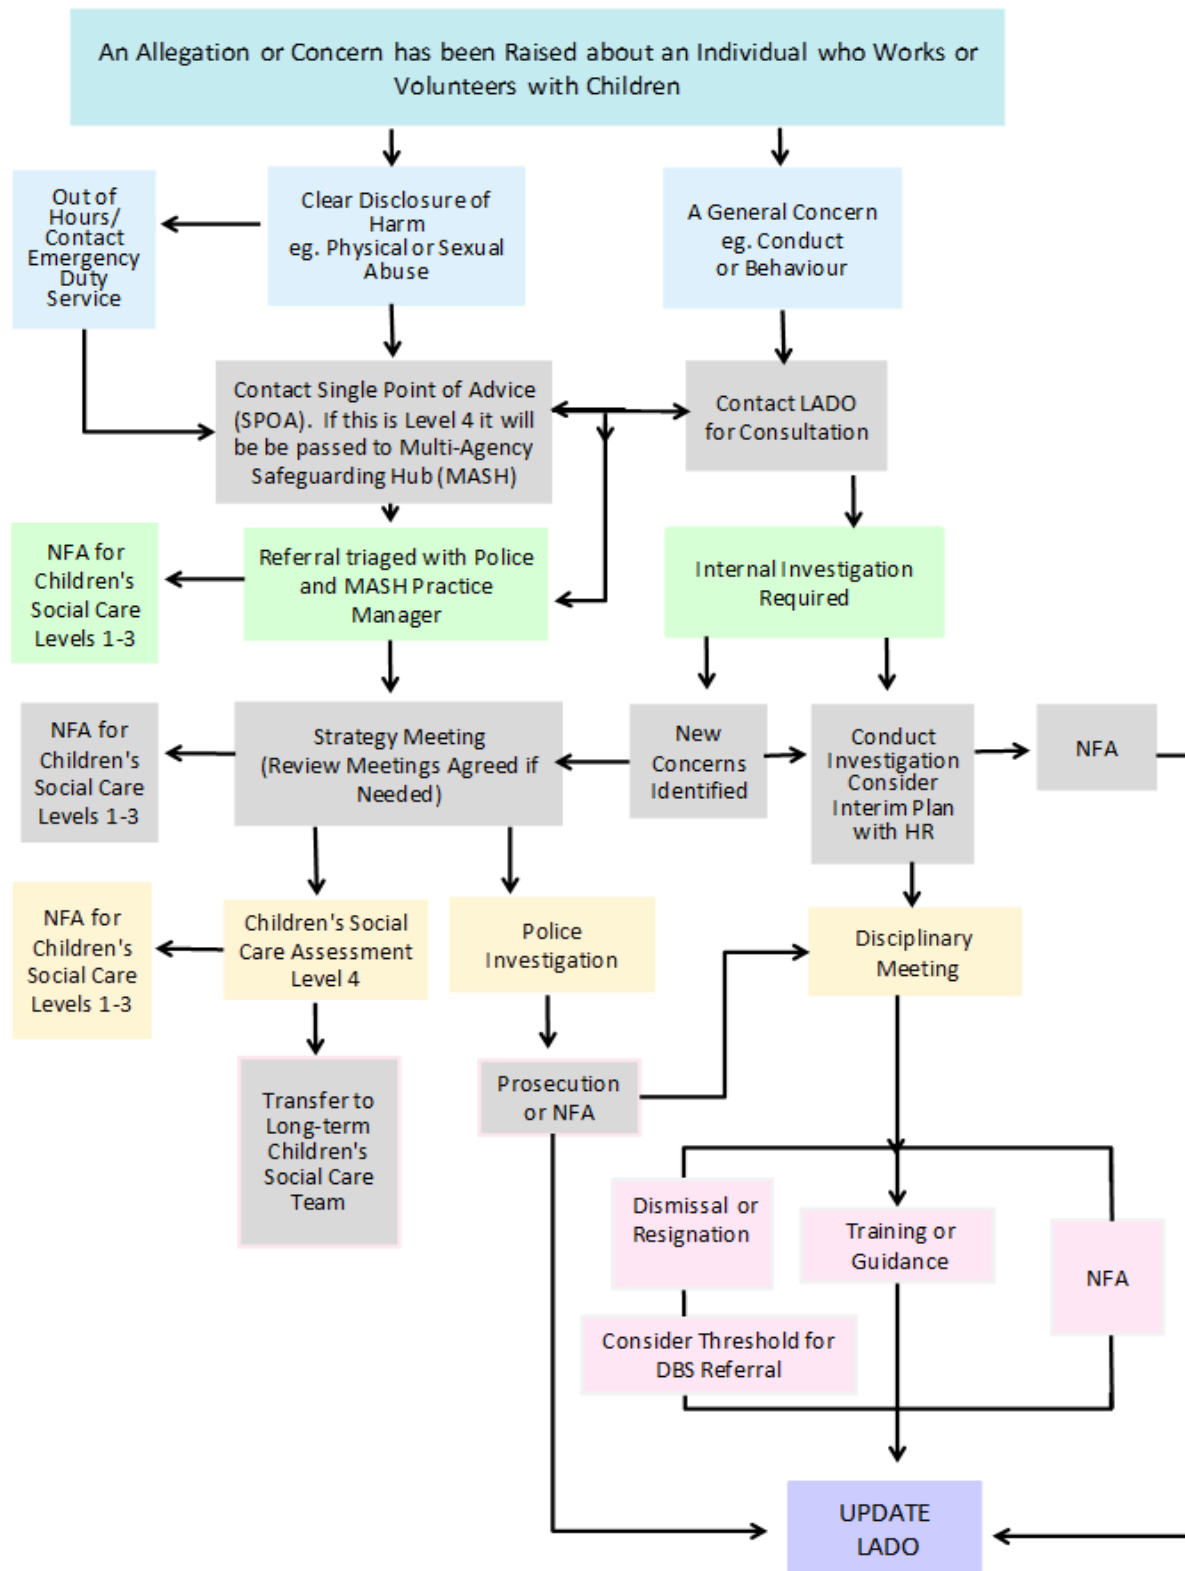 An Allegation or Concern has been Raised about an Individual who Works or
Volunteers with Children
Out of
Hours/
Contact
Emergency
Duty
Service
Clear Disclosure of
Harm
eg. Physical or Sexual
Abuse
A General Concern
eg. Conduct
or Behaviour
Contact Single Point of Advice
(SPOA). If this is Level 4 it will
be be passed to Multi-Agency
Safeguarding Hub (MASH)
Contact LADO
for Consultation
NFA for
Children's
Social Care
Levels 1-3
Referral triaged with Police
and MASH Practice
Manager
Internal Investigation
Required
NFA for
Children's
Social Care
Levels 1-3
Strategy Meeting
(Review Meetings Agreed if
Needed)
New
Concerns
Identified
Conduct
Investigation
Consider
Interim Plan
with HR
NFA
NFA for
Children's
Social Care
Levels 1-3
Children's Social
Care Assessment
Level 4
Police
Investigation
Disciplinary
Meeting
Transfer to
Long-term
Children's
Social Care
Team
Prosecution
or NFA
Dismissal or
Resignation
Training or
Guidance
NFA
Consider Threshold for
DBS Referral
UPDATE
LADO